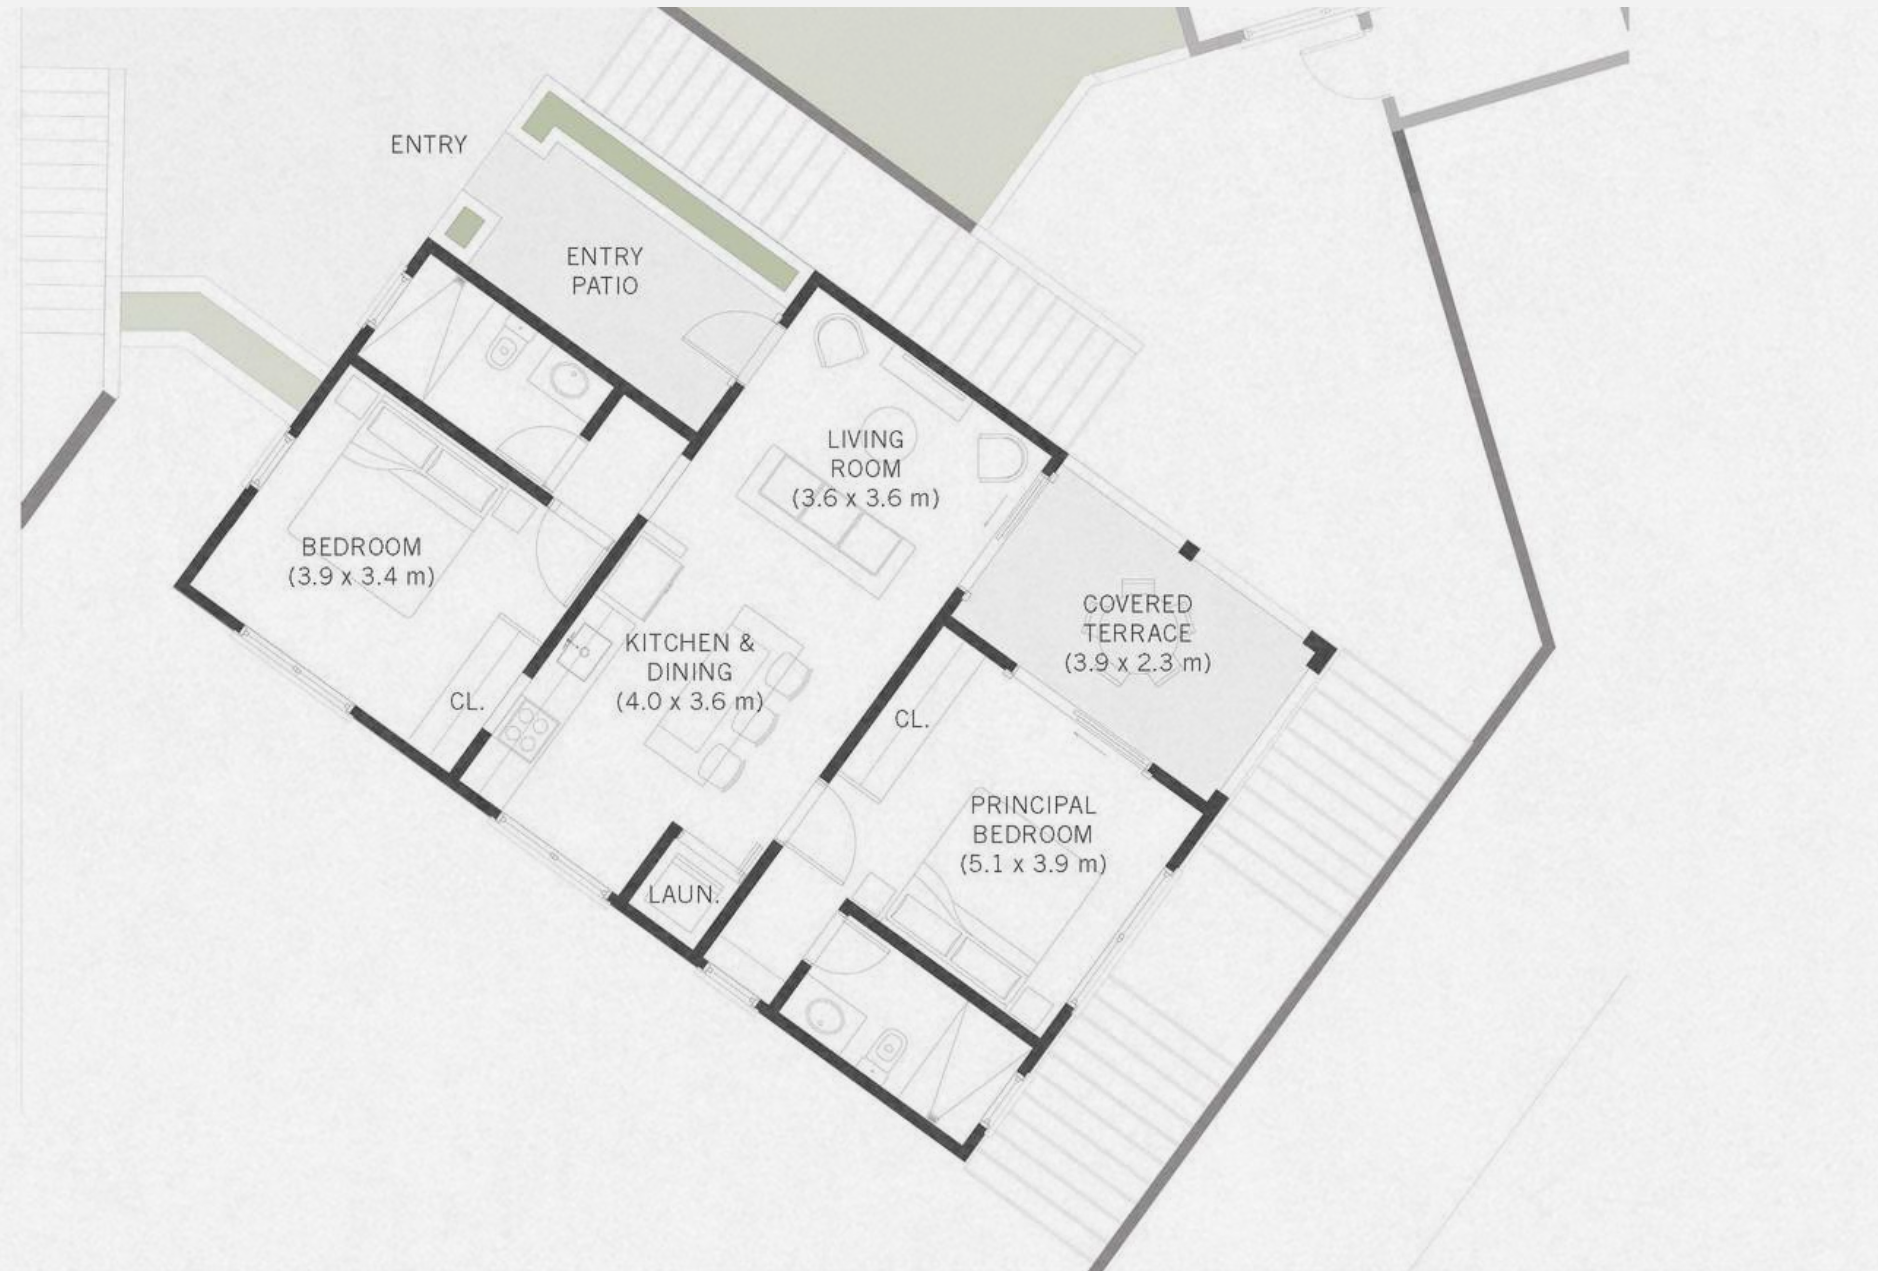 ENTRY
ENTRY
PATIO
LIVING
ROOM
(3.6 x 3.6 m)
BEDROOM
(3.9 x 3.4 m)
COVERED
TERRACE
(3.9 x 2.3 m)
KITCHEN &
DINING
(4.0 x 3.6 m)
CL.
CL.
PRINCIPAL
BEDROOM
(5.1 x 3.9 m)
LAUN.